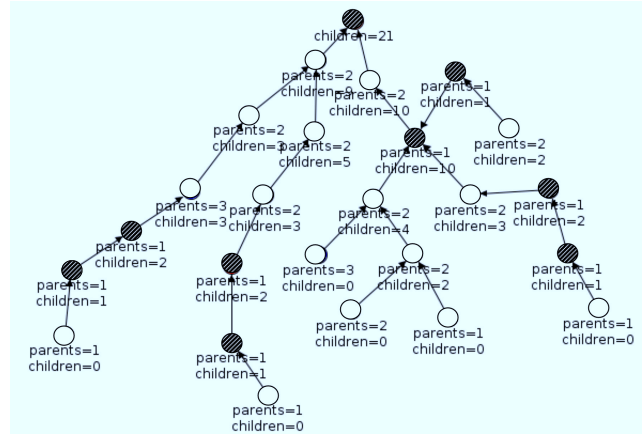 children=21
parents=2
children=9
parents=2
children=10
parents=1
children=1
parents=2
children=3
parents=2
children=5
parents=1
children=10
parents=2
children=2
parents=3
children=3
parents=2
children=3
parents=2
children=4
parents=2
children=3
parents=1
children=2
parents=1
children=2
parents=1
children=1
parents=1
children=2
parents=3
children=0
parents=2
children=2
parents=1
children=1
parents=1
children=0
parents=1
children=1
parents=2
children=0
parents=1
children=0
parents=1
children=0
parents=1
children=0